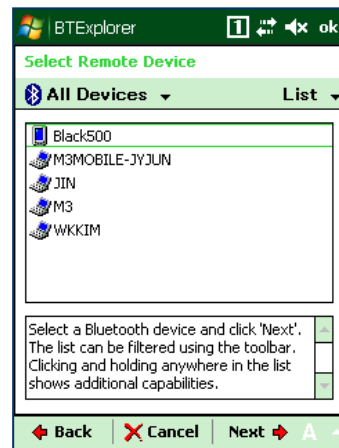 BTExplorer 1 ok
Select Remote Device
All Devices List
Black500
M3MOBILE-JYJUN
JIN
M3
WKKIM
Select a Bluetooth device and click 'Next'.
The list can be filtered using the toolbar.
Clicking and holding anywhere in the list
shows additional capabilities.
Back Cancel Next A